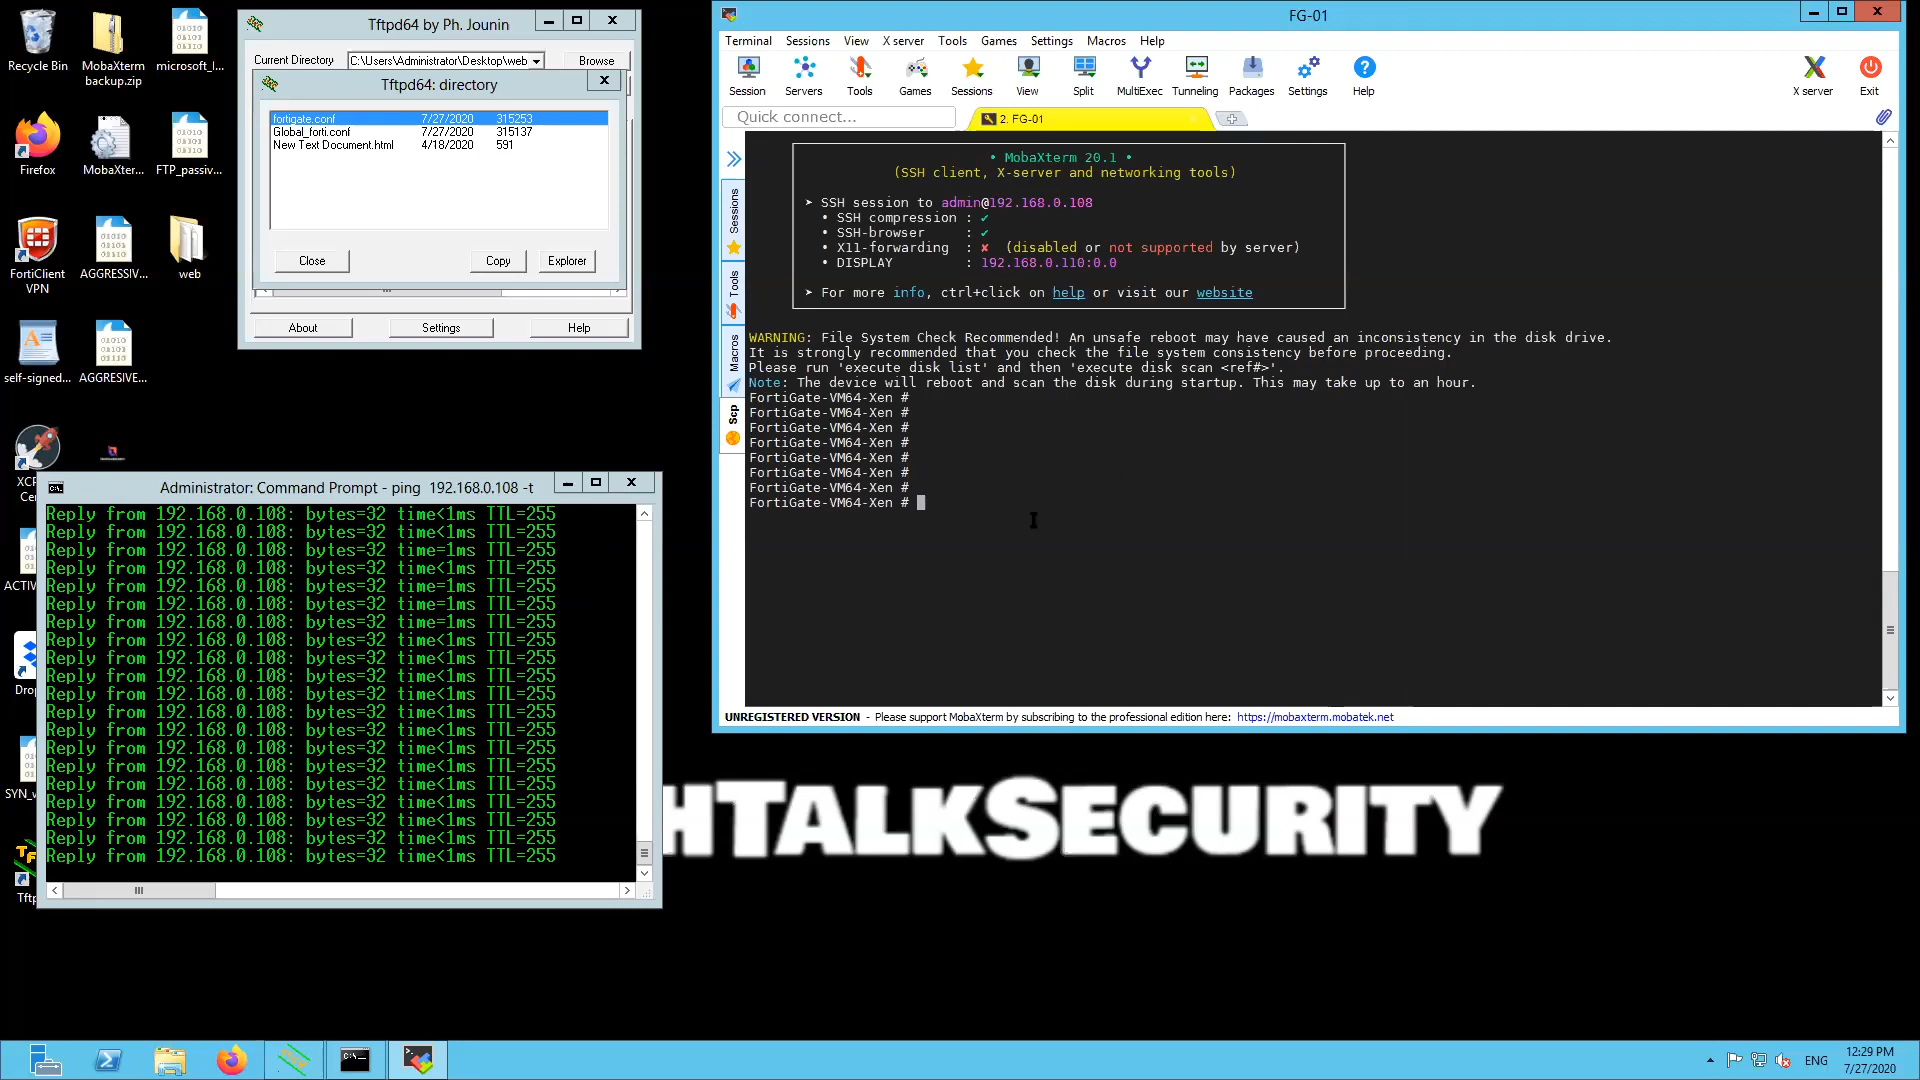 Recycle Bin
MobaXterm
backup.zip
microsoft_l...
Firefox
MobaXter...
FTP_passiv...
FortiClient
VPN
AGGRESSIV...
web
self-signed...
AGGRESIVE...
XCP
Cen
ACTIV
Drop
SYN_w
Tftp
Tftpd64 by Ph. Jounin
Current Directory
C:\Users\Administrator\Desktop\web
Browse
Tftpd64: directory
fortigate.conf 7/27/2020 315253
Global_forti.conf 7/27/2020 315137
New Text Document.html 4/18/2020 591
Close
Copy
Explorer
About
Settings
Help
Administrator: Command Prompt - ping 192.168.0.108 -t
Reply from 192.168.0.108: bytes=32 time<1ms TTL=255
Reply from 192.168.0.108: bytes=32 time<1ms TTL=255
Reply from 192.168.0.108: bytes=32 time=1ms TTL=255
Reply from 192.168.0.108: bytes=32 time<1ms TTL=255
Reply from 192.168.0.108: bytes=32 time=1ms TTL=255
Reply from 192.168.0.108: bytes=32 time=1ms TTL=255
Reply from 192.168.0.108: bytes=32 time=1ms TTL=255
Reply from 192.168.0.108: bytes=32 time<1ms TTL=255
Reply from 192.168.0.108: bytes=32 time<1ms TTL=255
Reply from 192.168.0.108: bytes=32 time<1ms TTL=255
Reply from 192.168.0.108: bytes=32 time<1ms TTL=255
Reply from 192.168.0.108: bytes=32 time<1ms TTL=255
Reply from 192.168.0.108: bytes=32 time<1ms TTL=255
Reply from 192.168.0.108: bytes=32 time<1ms TTL=255
Reply from 192.168.0.108: bytes=32 time<1ms TTL=255
Reply from 192.168.0.108: bytes=32 time<1ms TTL=255
Reply from 192.168.0.108: bytes=32 time<1ms TTL=255
Reply from 192.168.0.108: bytes=32 time<1ms TTL=255
Reply from 192.168.0.108: bytes=32 time<1ms TTL=255
Reply from 192.168.0.108: bytes=32 time<1ms TTL=255
FG-01
Terminal Sessions View X server Tools Games Settings Macros Help
Session Servers Tools Games Sessions View Split MultiExec Tunneling Packages Settings Help X server Exit
Quick connect...
2. FG-01
Sessions
Tools
Macros
Scp
• MobaXterm 20.1 •
(SSH client, X-server and networking tools)
➤ SSH session to admin@192.168.0.108
• SSH compression : ✔
• SSH-browser : ✔
• X11-forwarding : ✘ (disabled or not supported by server)
• DISPLAY : 192.168.0.110:0.0
➤ For more info, ctrl+click on help or visit our website
WARNING: File System Check Recommended! An unsafe reboot may have caused an inconsistency in the disk drive.
It is strongly recommended that you check the file system consistency before proceeding.
Please run 'execute disk list' and then 'execute disk scan <ref#>'.
Note: The device will reboot and scan the disk during startup. This may take up to an hour.
FortiGate-VM64-Xen #
FortiGate-VM64-Xen #
FortiGate-VM64-Xen #
FortiGate-VM64-Xen #
FortiGate-VM64-Xen #
FortiGate-VM64-Xen #
FortiGate-VM64-Xen #
FortiGate-VM64-Xen #
UNREGISTERED VERSION - Please support MobaXterm by subscribing to the professional edition here: https://mobaxterm.mobatek.net
HTALKSECURITY
ENG
12:29 PM
7/27/2020